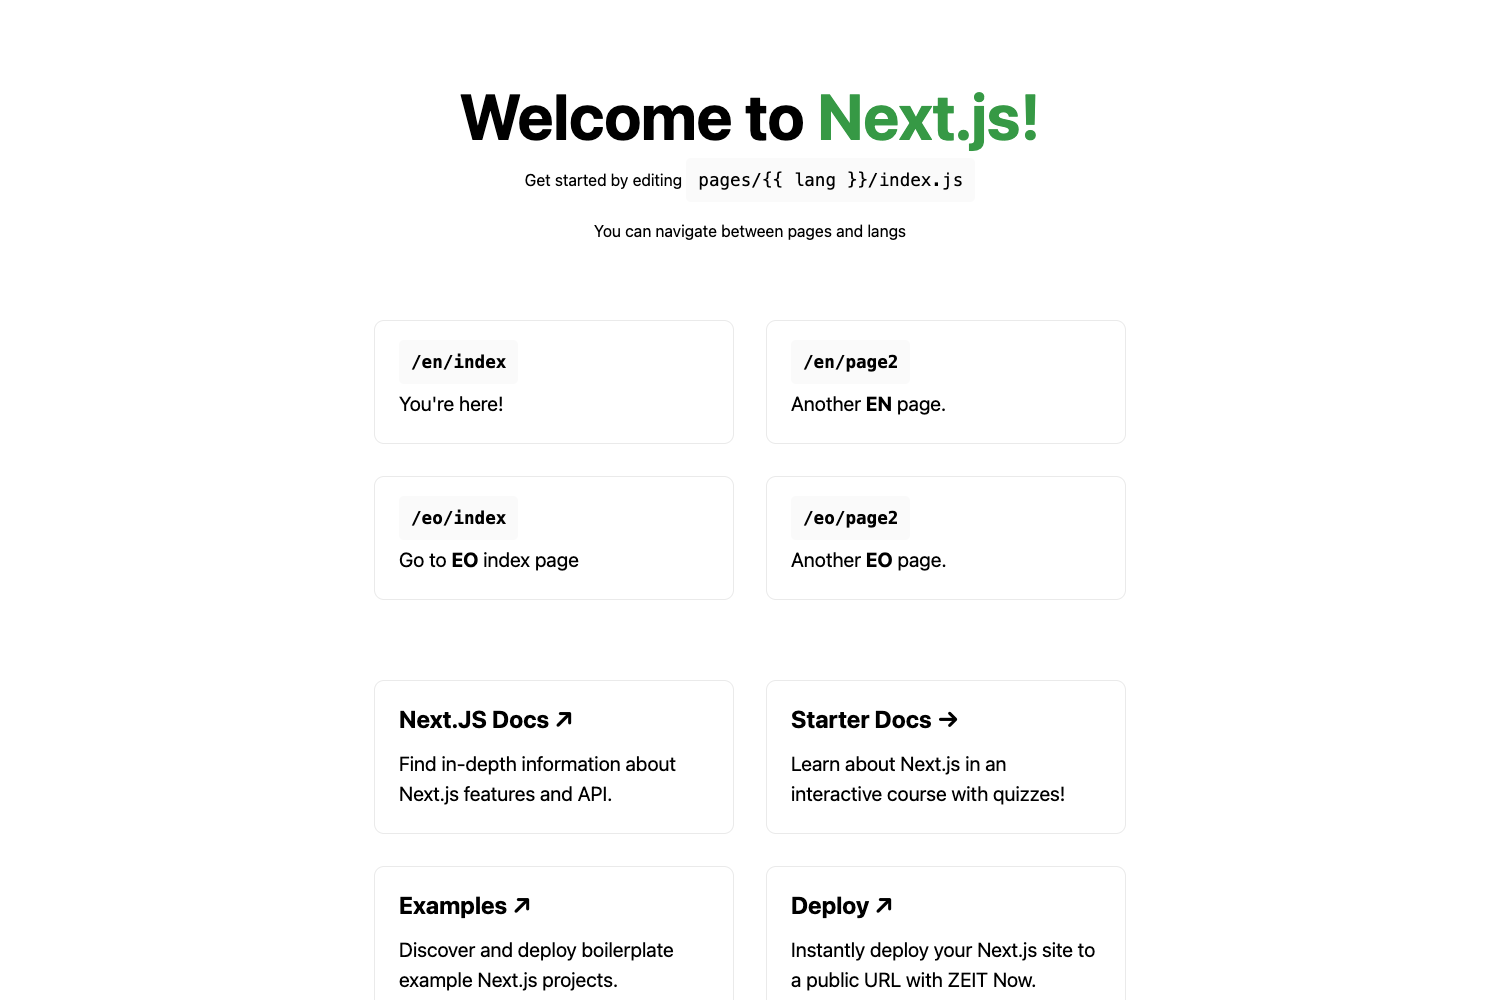 Welcome to Next.js!
Get started by editing pages/{{ lang }}/index.js
You can navigate between pages and langs
/en/index
You're here!
/en/page2
Another EN page.
/eo/index
Go to EO index page
/eo/page2
Another EO page.
Next.JS Docs ↗
Find in-depth information about
Next.js features and API.
Starter Docs →
Learn about Next.js in an
interactive course with quizzes!
Examples ↗
Discover and deploy boilerplate
example Next.js projects.
Deploy ↗
Instantly deploy your Next.js site to
a public URL with ZEIT Now.